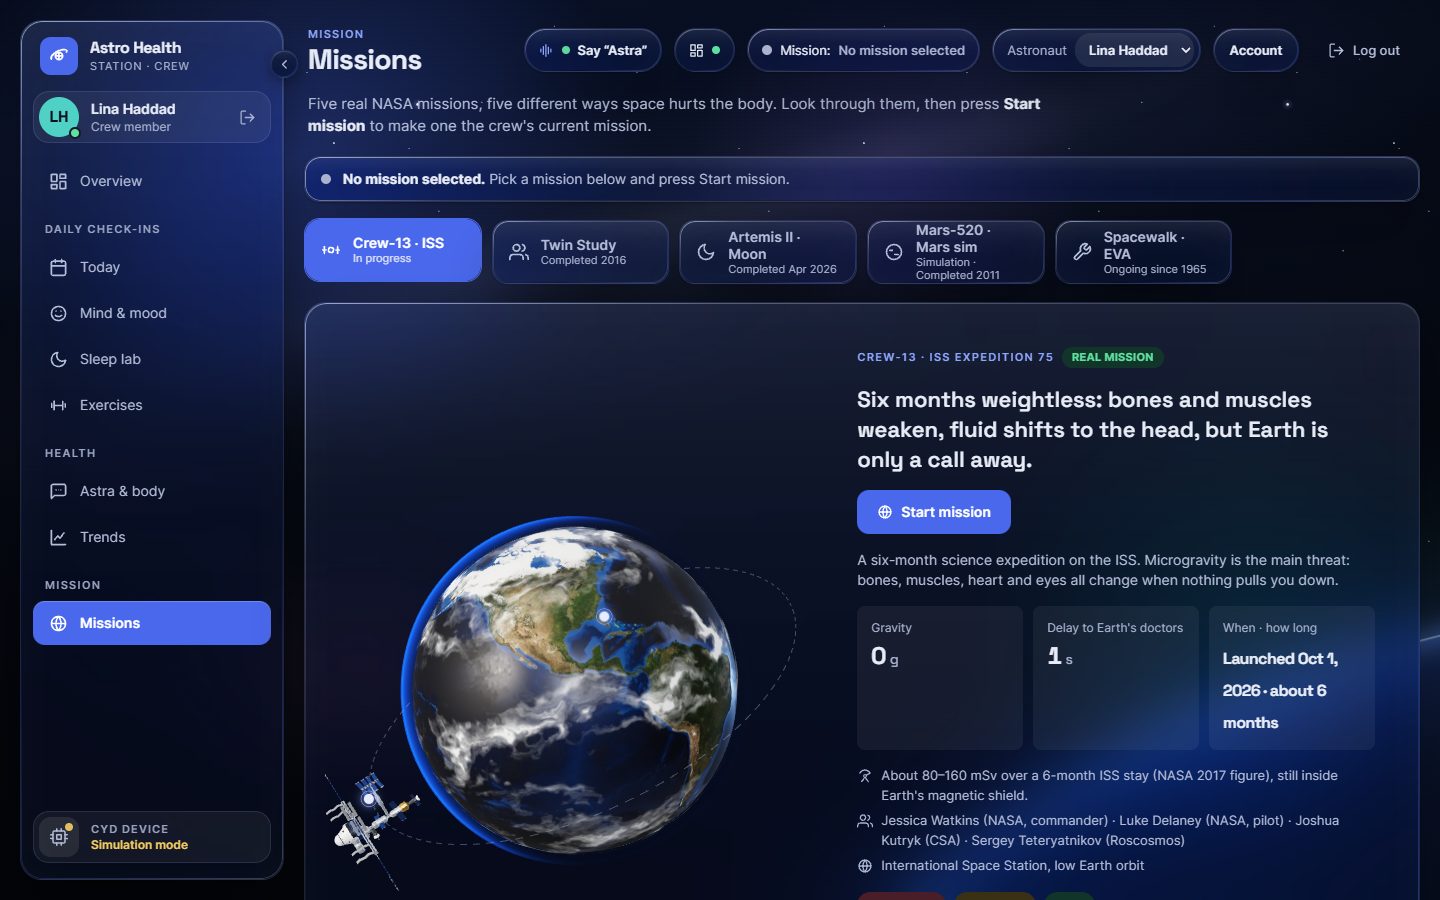 Astro Health
STATION · CREW
LH
Lina Haddad
Crew member
Overview
DAILY CHECK-INS
Today
Mind & mood
Sleep lab
Exercises
HEALTH
Astra & body
Trends
MISSION
Missions
CYD DEVICE
Simulation mode
MISSION
Missions
Say “Astra”
Mission: No mission selected
Astronaut Lina Haddad
Account
Log out
Five real NASA missions, five different ways space hurts the body. Look through them, then press Start
mission to make one the crew's current mission.
No mission selected. Pick a mission below and press Start mission.
Crew-13 · ISS
In progress
Twin Study
Completed 2016
Artemis II ·
Moon
Completed Apr 2026
Mars-520 ·
Mars sim
Simulation ·
Completed 2011
Spacewalk ·
EVA
Ongoing since 1965
CREW-13 · ISS EXPEDITION 75 REAL MISSION
Six months weightless: bones and muscles
weaken, fluid shifts to the head, but Earth is
only a call away.
Start mission
A six-month science expedition on the ISS. Microgravity is the main threat:
bones, muscles, heart and eyes all change when nothing pulls you down.
Gravity
0 g
Delay to Earth's doctors
1 s
When · how long
Launched Oct 1,
2026 · about 6
months
About 80–160 mSv over a 6-month ISS stay (NASA 2017 figure), still inside
Earth's magnetic shield.
Jessica Watkins (NASA, commander) · Luke Delaney (NASA, pilot) · Joshua
Kutryk (CSA) · Sergey Teteryatnikov (Roscosmos)
International Space Station, low Earth orbit